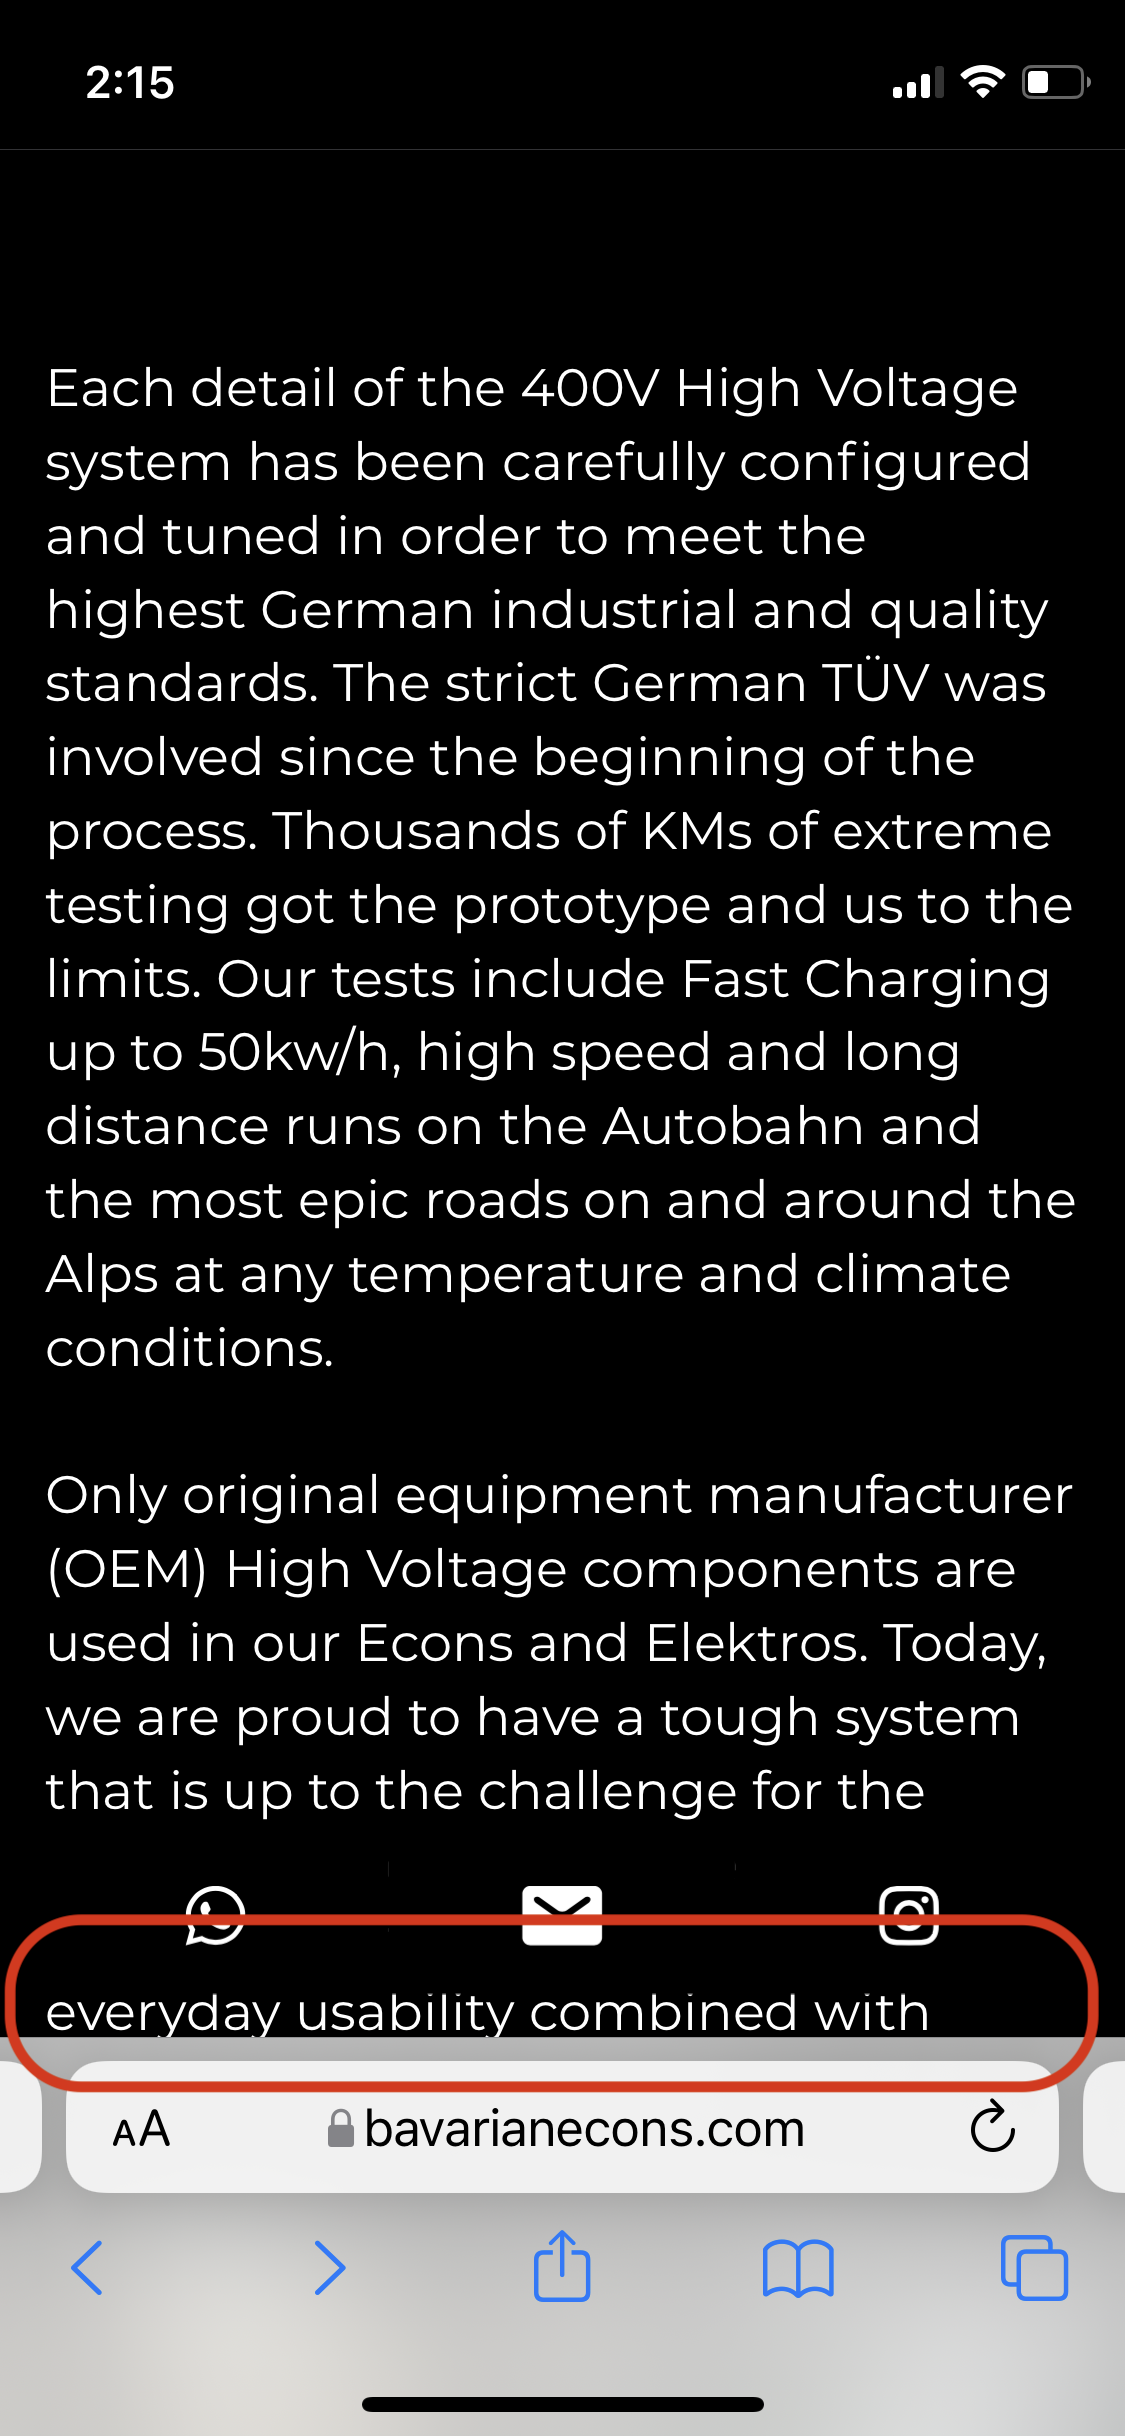 2:15
Each detail of the 400V High Voltage
system has been carefully configured
and tuned in order to meet the
highest German industrial and quality
standards. The strict German TÜV was
involved since the beginning of the
process. Thousands of KMs of extreme
testing got the prototype and us to the
limits. Our tests include Fast Charging
up to 50kw/h, high speed and long
distance runs on the Autobahn and
the most epic roads on and around the
Alps at any temperature and climate
conditions.
Only original equipment manufacturer
(OEM) High Voltage components are
used in our Econs and Elektros. Today,
we are proud to have a tough system
that is up to the challenge for the
everyday usability combined with
AA bavarianecons.com